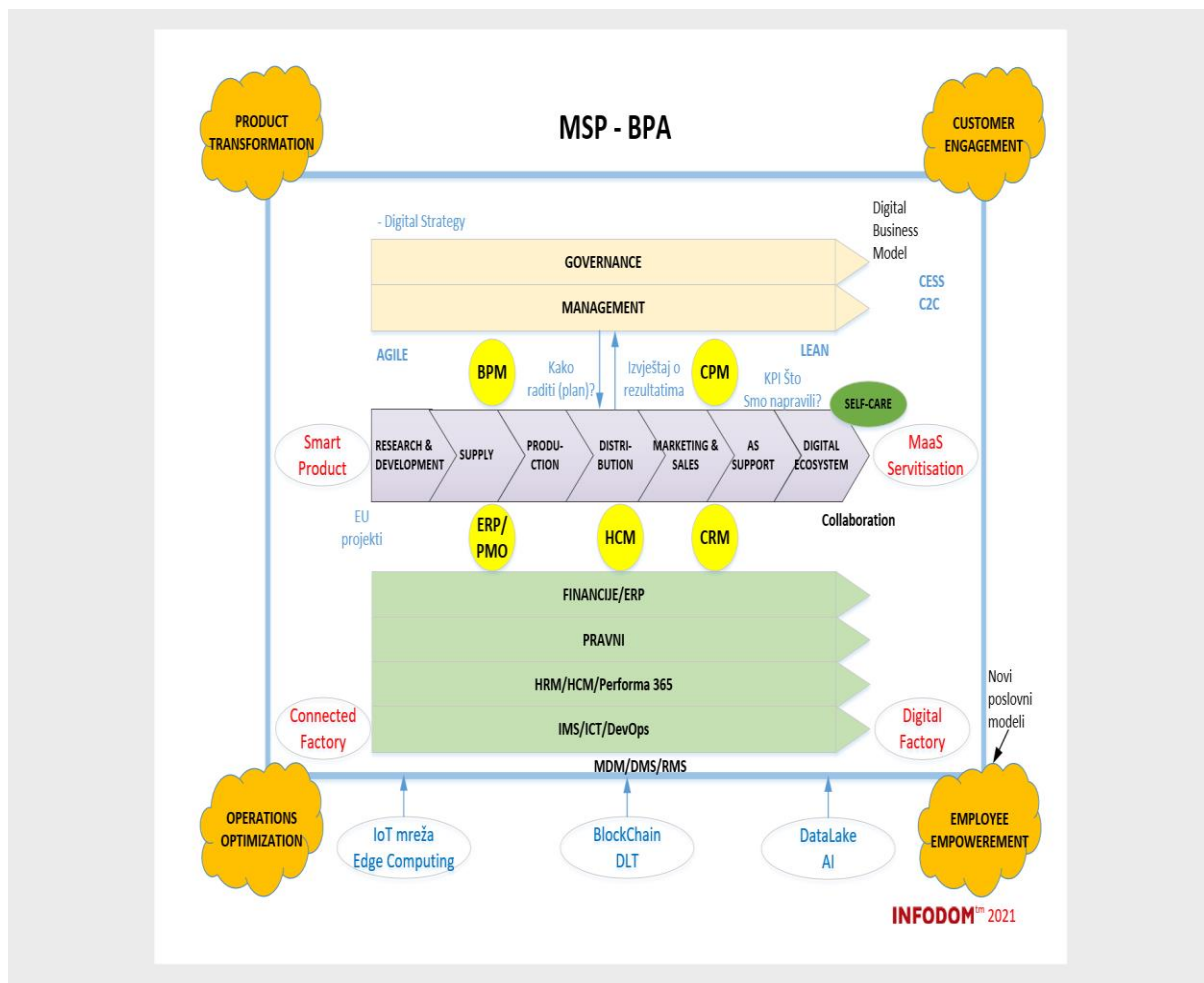 MSP - BPA
PRODUCT
TRANSFORMATION
CUSTOMER
ENGAGEMENT
- Digital Strategy
Digital
Business
Model
GOVERNANCE
MANAGEMENT
CESS
C2C
AGILE
BPM
Kako
raditi (plan)?
Izvještaj o
rezultatima
CPM
LEAN
KPI Što
Smo napravili?
SELF-CARE
Smart
Product
RESEARCH &
DEVELOPMENT
SUPPLY
PRODU-
CTION
DISTRI-
BUTION
MARKETING &
SALES
AS
SUPPORT
DIGITAL
ECOSYSTEM
MaaS
Servitisation
EU
projekti
ERP/
PMO
HCM
CRM
Collaboration
FINANCIJE/ERP
PRAVNI
HRM/HCM/Performa 365
IMS/ICT/DevOps
Connected
Factory
Digital
Factory
Novi
poslovni
modeli
MDM/DMS/RMS
OPERATIONS
OPTIMIZATION
IoT mreža
Edge Computing
BlockChain
DLT
DataLake
AI
EMPLOYEE
EMPOWEREMENT
INFODOM tm 2021